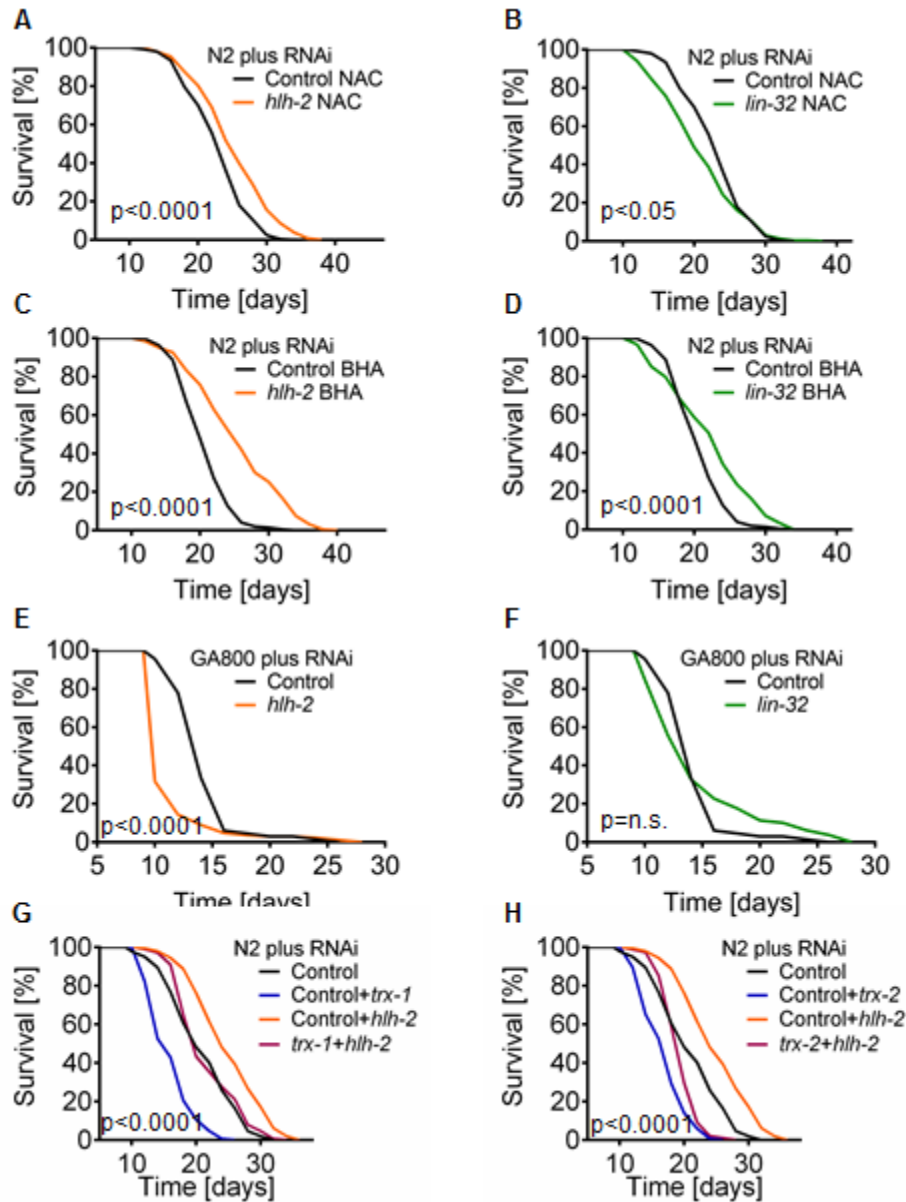 A
N2 plus RNAi
Control NAC
hlh-2 NAC
Survival [%]
100
80
60
40
20
0
p<0.0001
10 20 30 40
Time [days]
B
N2 plus RNAi
Control NAC
lin-32 NAC
Survival [%]
100
80
60
40
20
0
p<0.05
10 20 30 40
Time [days]
C
N2 plus RNAi
Control BHA
hlh-2 BHA
Survival [%]
100
80
60
40
20
0
p<0.0001
10 20 30 40
Time [days]
D
N2 plus RNAi
Control BHA
lin-32 BHA
Survival [%]
100
80
60
40
20
0
p<0.0001
10 20 30 40
Time [days]
E
GA800 plus RNAi
Control
hlh-2
Survival [%]
100
80
60
40
20
0
p<0.0001
5 10 15 20 25 30
Time [days]
F
GA800 plus RNAi
Control
lin-32
Survival [%]
100
80
60
40
20
0
p=n.s.
5 10 15 20 25 30
Time [days]
G
N2 plus RNAi
Control
Control+trx-1
Control+hlh-2
trx-1+hlh-2
Survival [%]
100
80
60
40
20
0
p<0.0001
10 20 30
Time [days]
H
N2 plus RNAi
Control
Control+trx-2
Control+hlh-2
trx-2+hlh-2
Survival [%]
100
80
60
40
20
0
p<0.0001
10 20 30
Time [days]